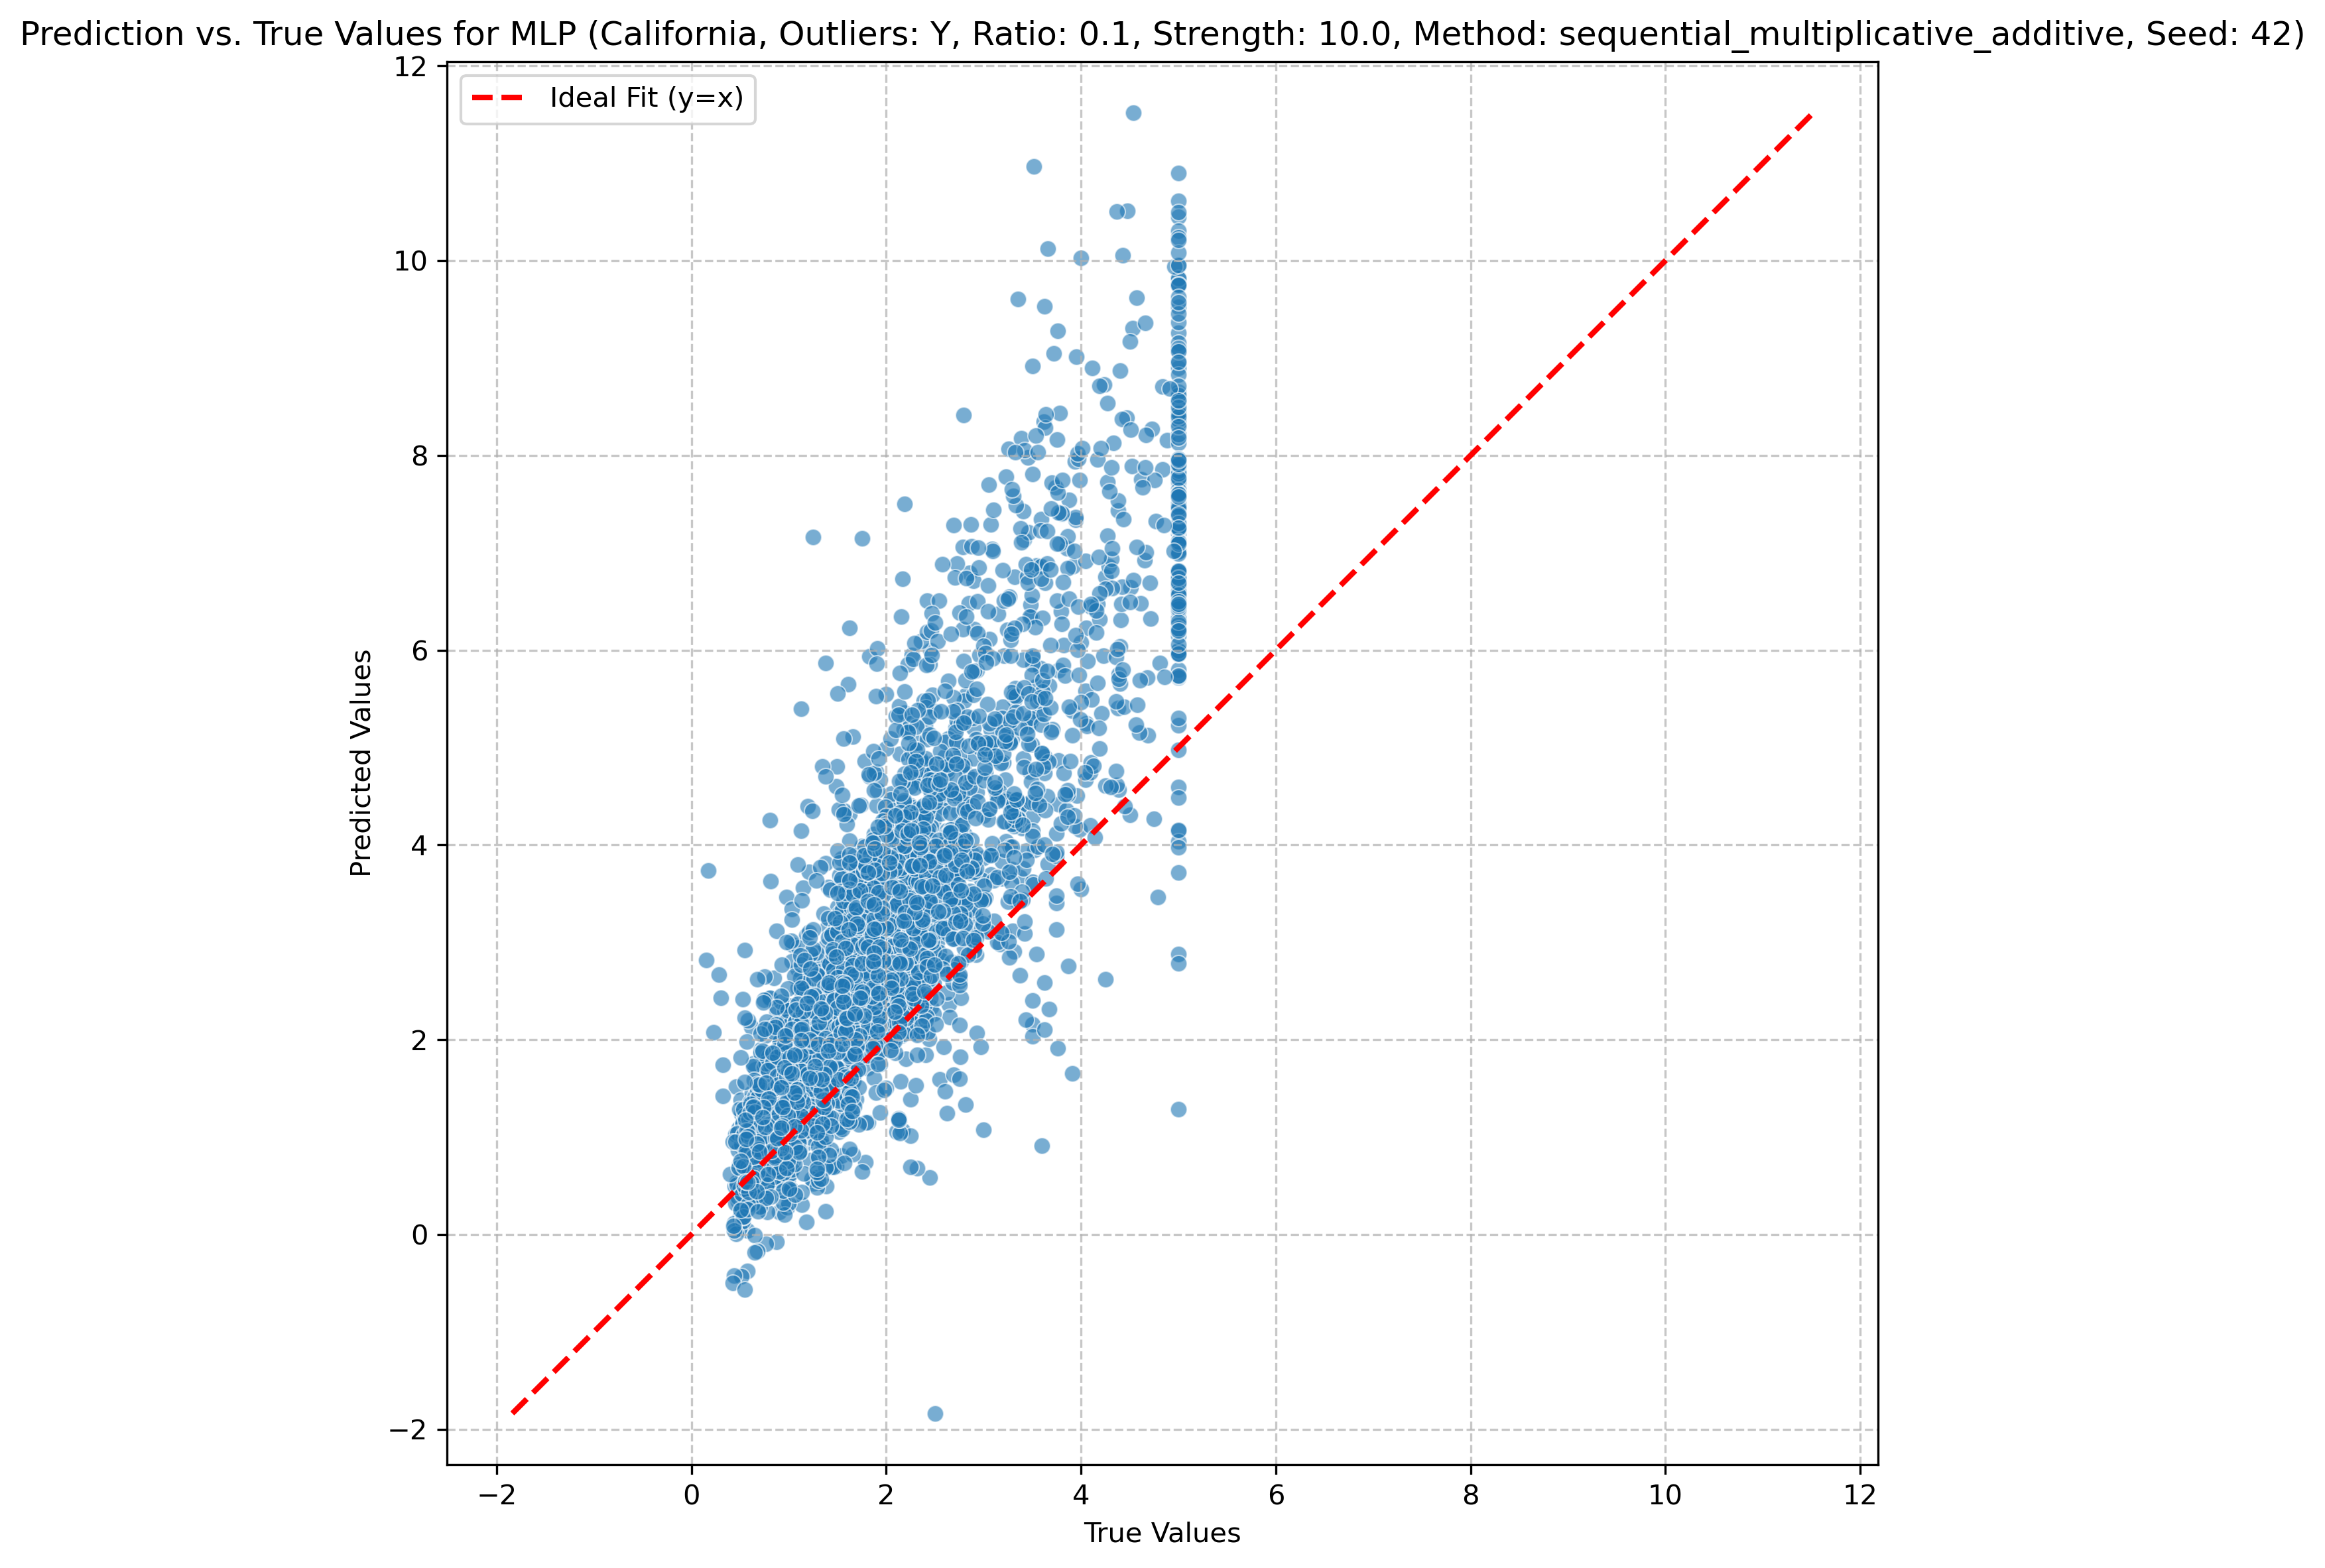 Prediction vs. True Values for MLP (California, Outliers: Y, Ratio: 0.1, Strength: 10.0, Method: sequential_multiplicative_additive, Seed: 42)
Ideal Fit (y=x)
12
10
8
6
4
2
0
−2
Predicted Values
−2 0 2 4 6 8 10 12
True Values